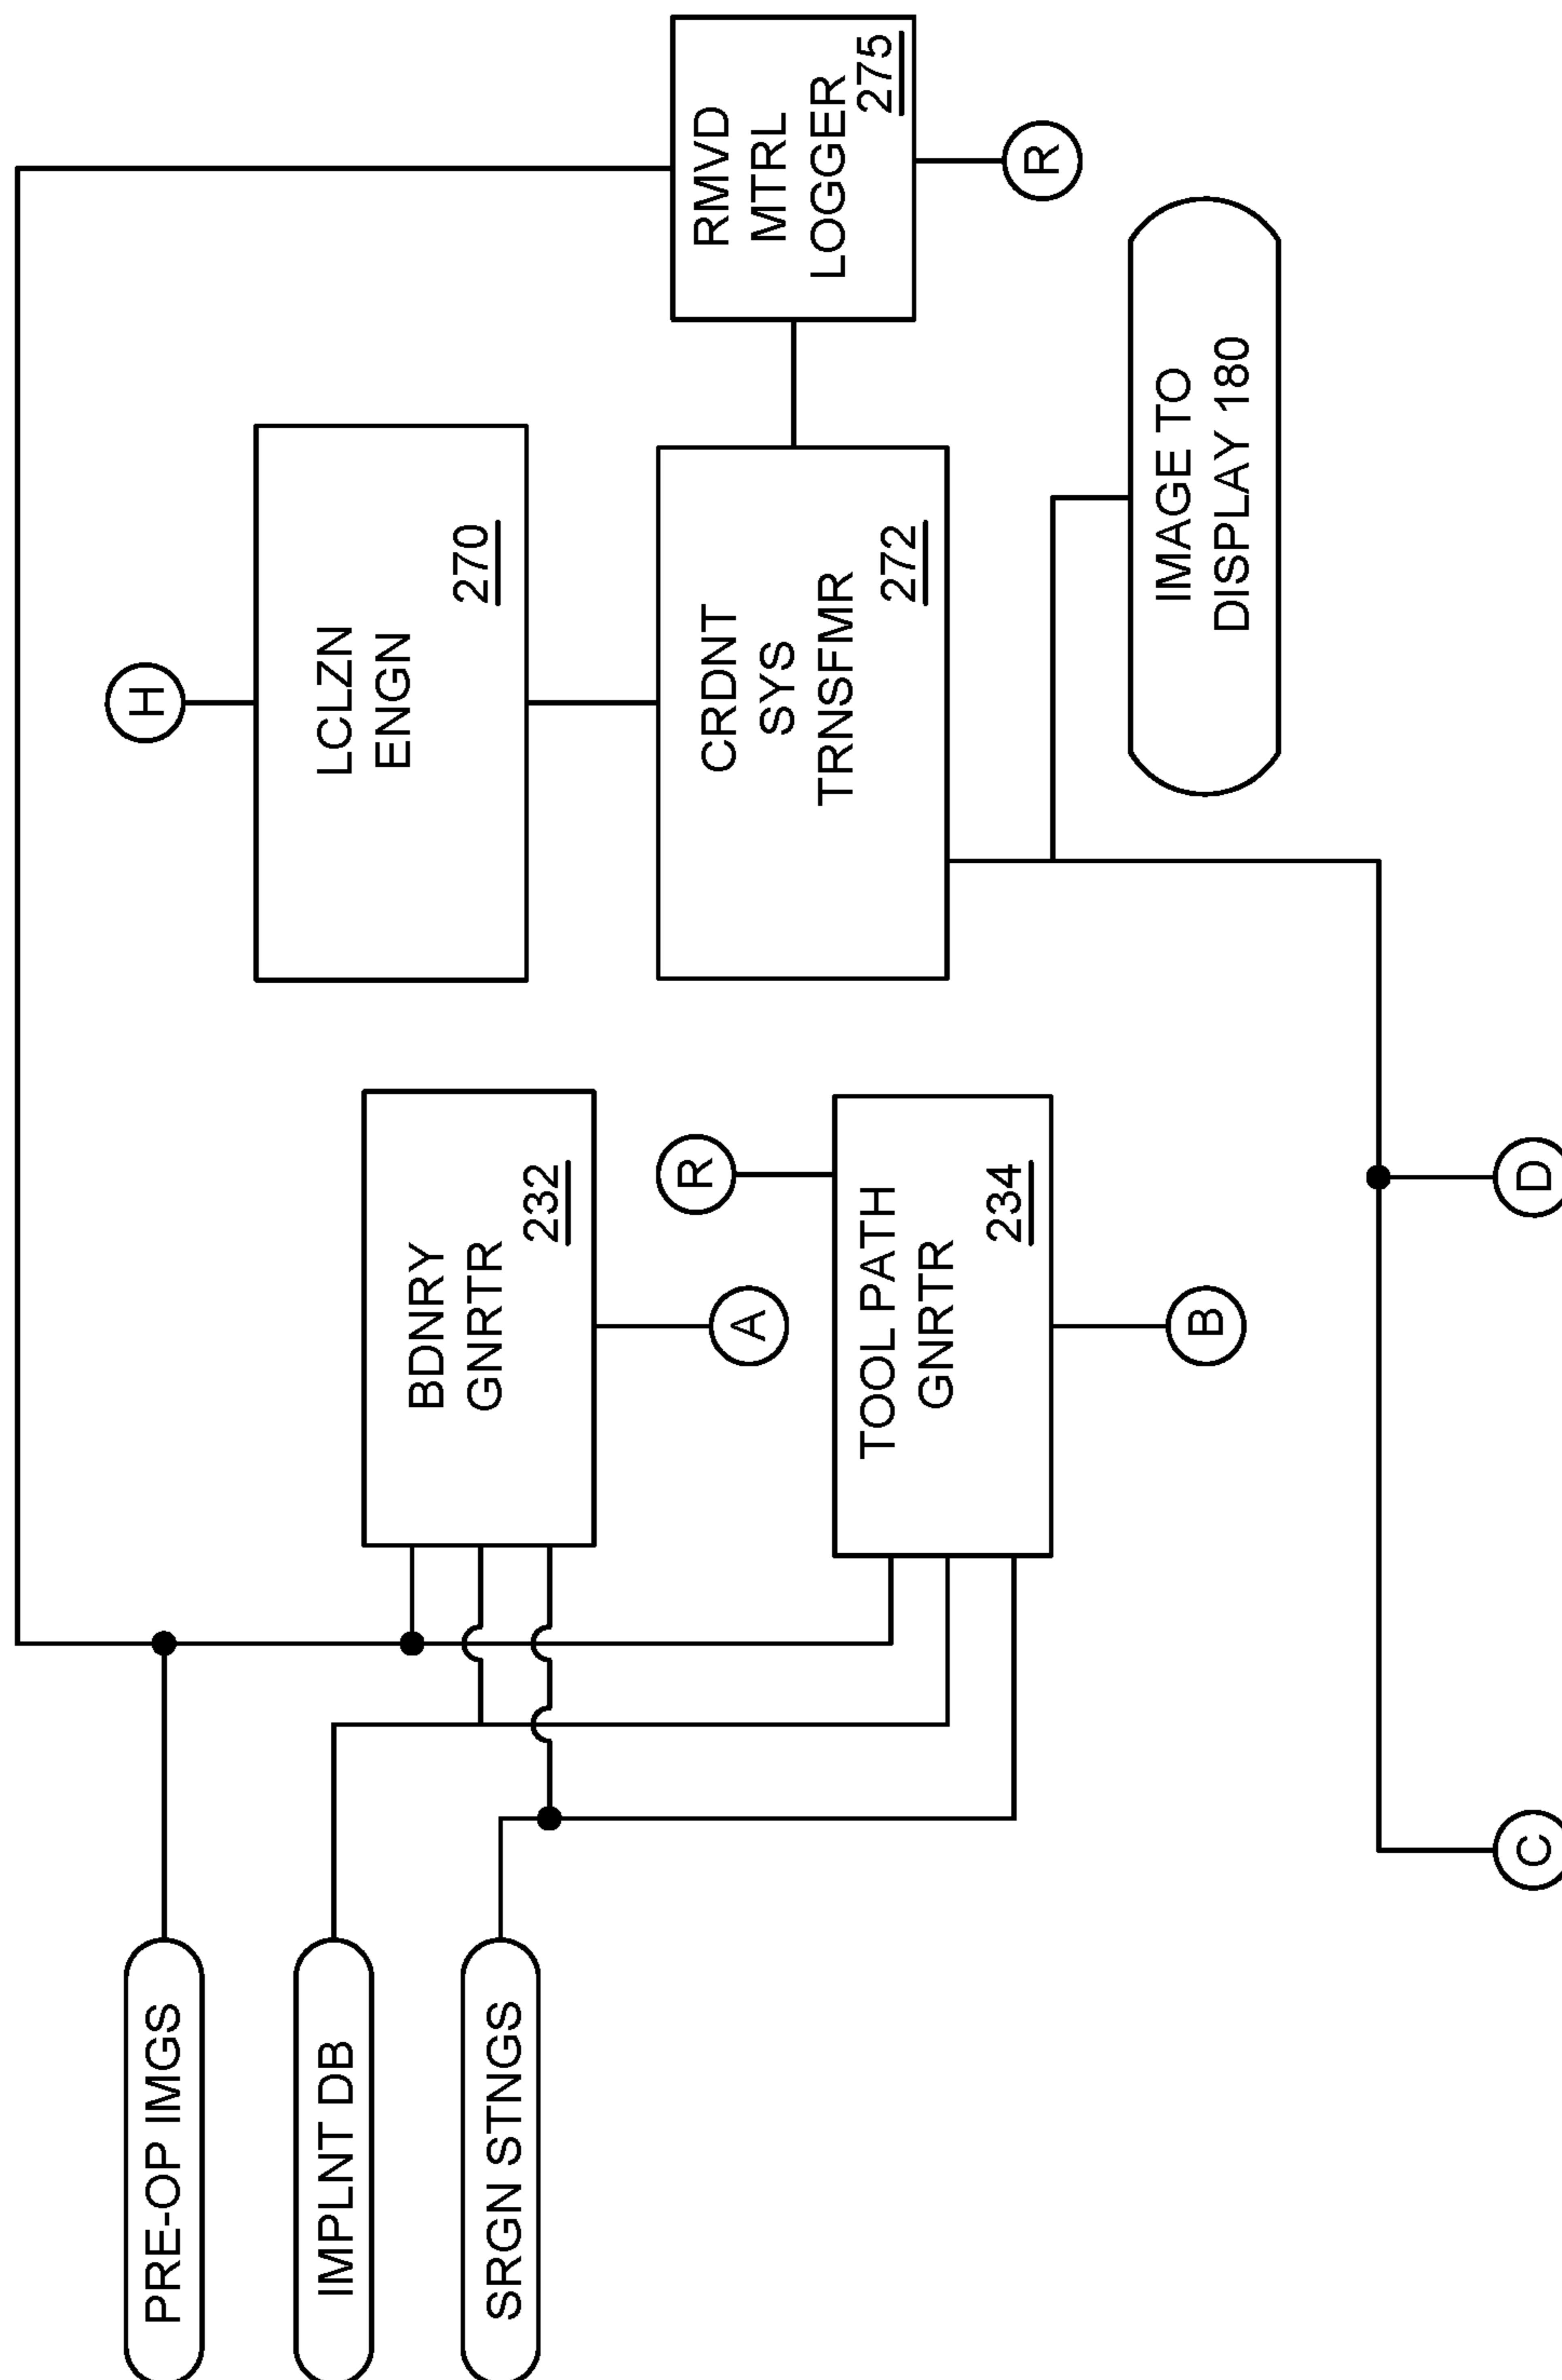 PRE-OP IMGS
IMPLNT DB
SRGN STNGS
BDNRY
GNRTR
232
A
R
TOOL PATH
GNRTR
234
B
H
LCLZN
ENGN
270
CRDNT
SYS
TRNSFMR
272
RMVD
MTRL
LOGGER
275
R
IMAGE TO
DISPLAY 180
C
D